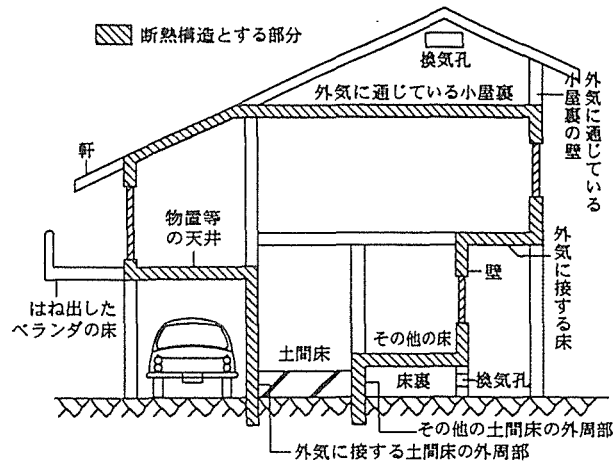 断熱構造とする部分
換気孔
外気に通じている小屋裏
外気に通じている
小屋裏の壁
軒
物置等
の天井
壁
外気に接する床
はね出した
ベランダの床
土間床
その他の床
床裏
換気孔
その他の土間床の外周部
外気に接する土間床の外周部